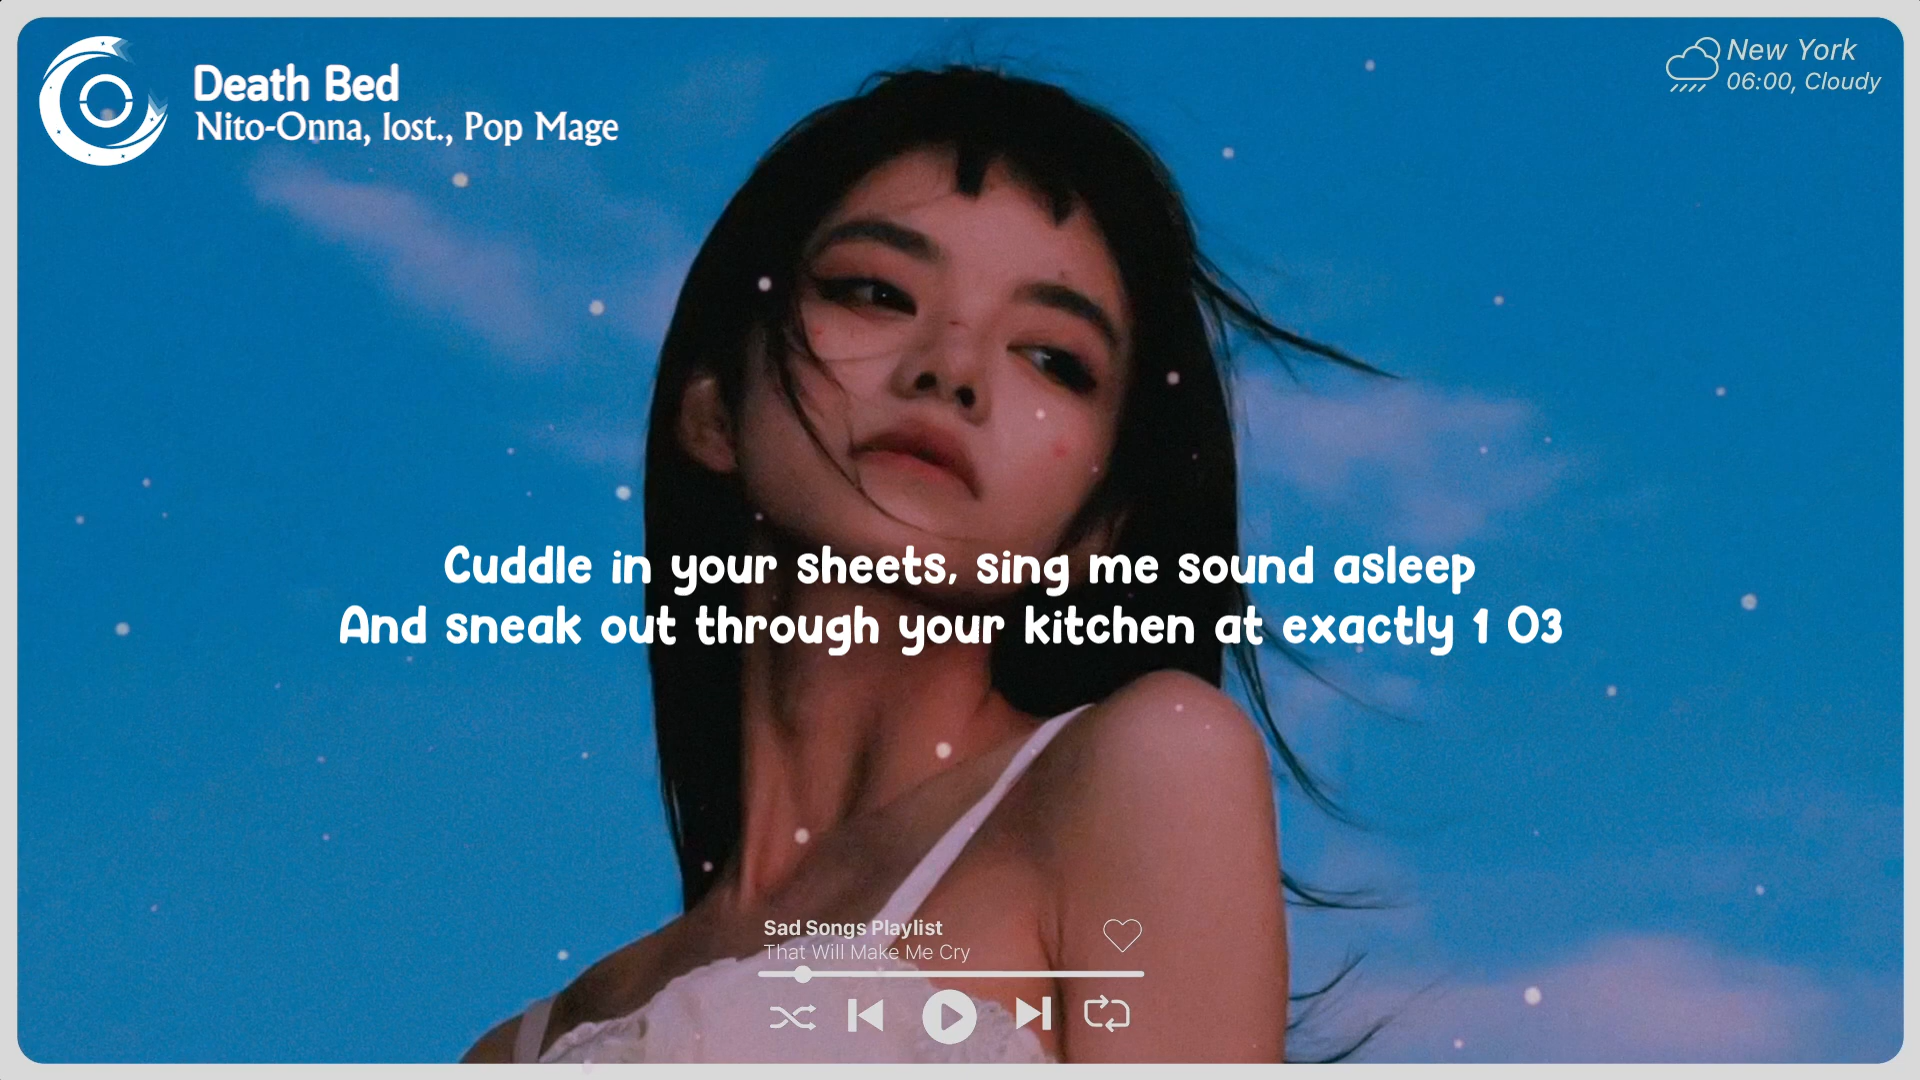 Death Bed
Nito-Onna, lost., Pop Mage
New York
06:00, Cloudy
Cuddle in your sheets, sing me sound asleep
And sneak out through your kitchen at exactly 1 03
Sad Songs Playlist
That Will Make Me Cry